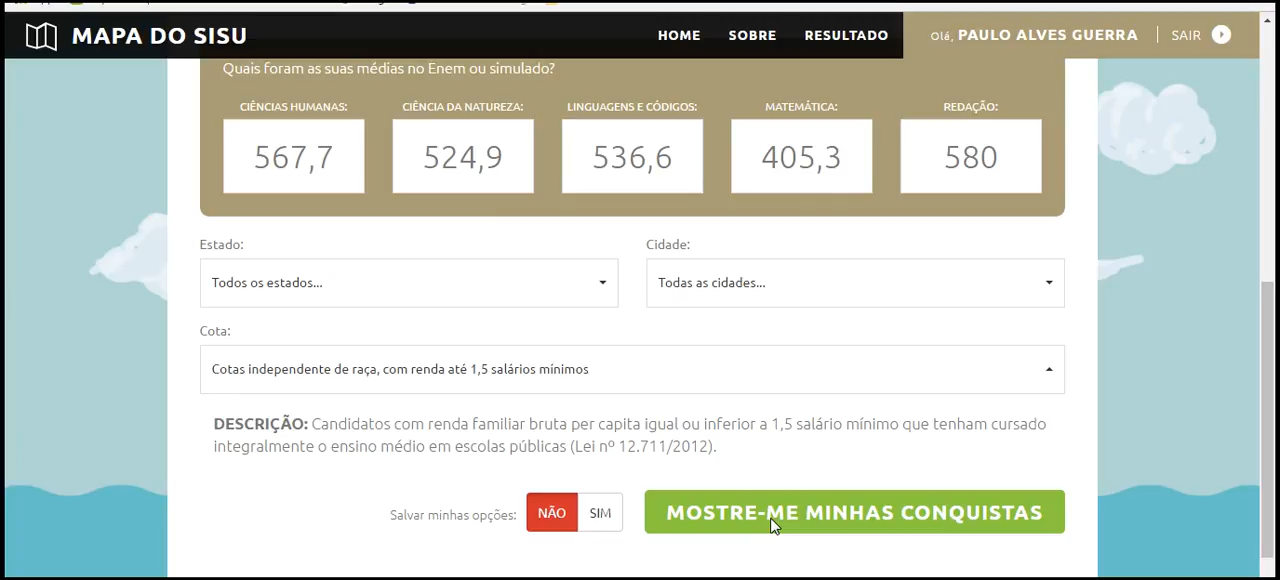 MAPA DO SISU
HOME SOBRE RESULTADO
Olá, PAULO ALVES GUERRA SAIR
Quais foram as suas médias no Enem ou simulado?
CIÊNCIAS HUMANAS: CIÊNCIA DA NATUREZA: LINGUAGENS E CÓDIGOS: MATEMÁTICA: REDAÇÃO:
567,7 524,9 536,6 405,3 580
Estado: Cidade:
Todos os estados... Todas as cidades...
Cota:
Cotas independente de raça, com renda até 1,5 salários mínimos
DESCRIÇÃO: Candidatos com renda familiar bruta per capita igual ou inferior a 1,5 salário mínimo que tenham cursado
integralmente o ensino médio em escolas públicas (Lei nº 12.711/2012).
Salvar minhas opções: NÃO SIM MOSTRE-ME MINHAS CONQUISTAS